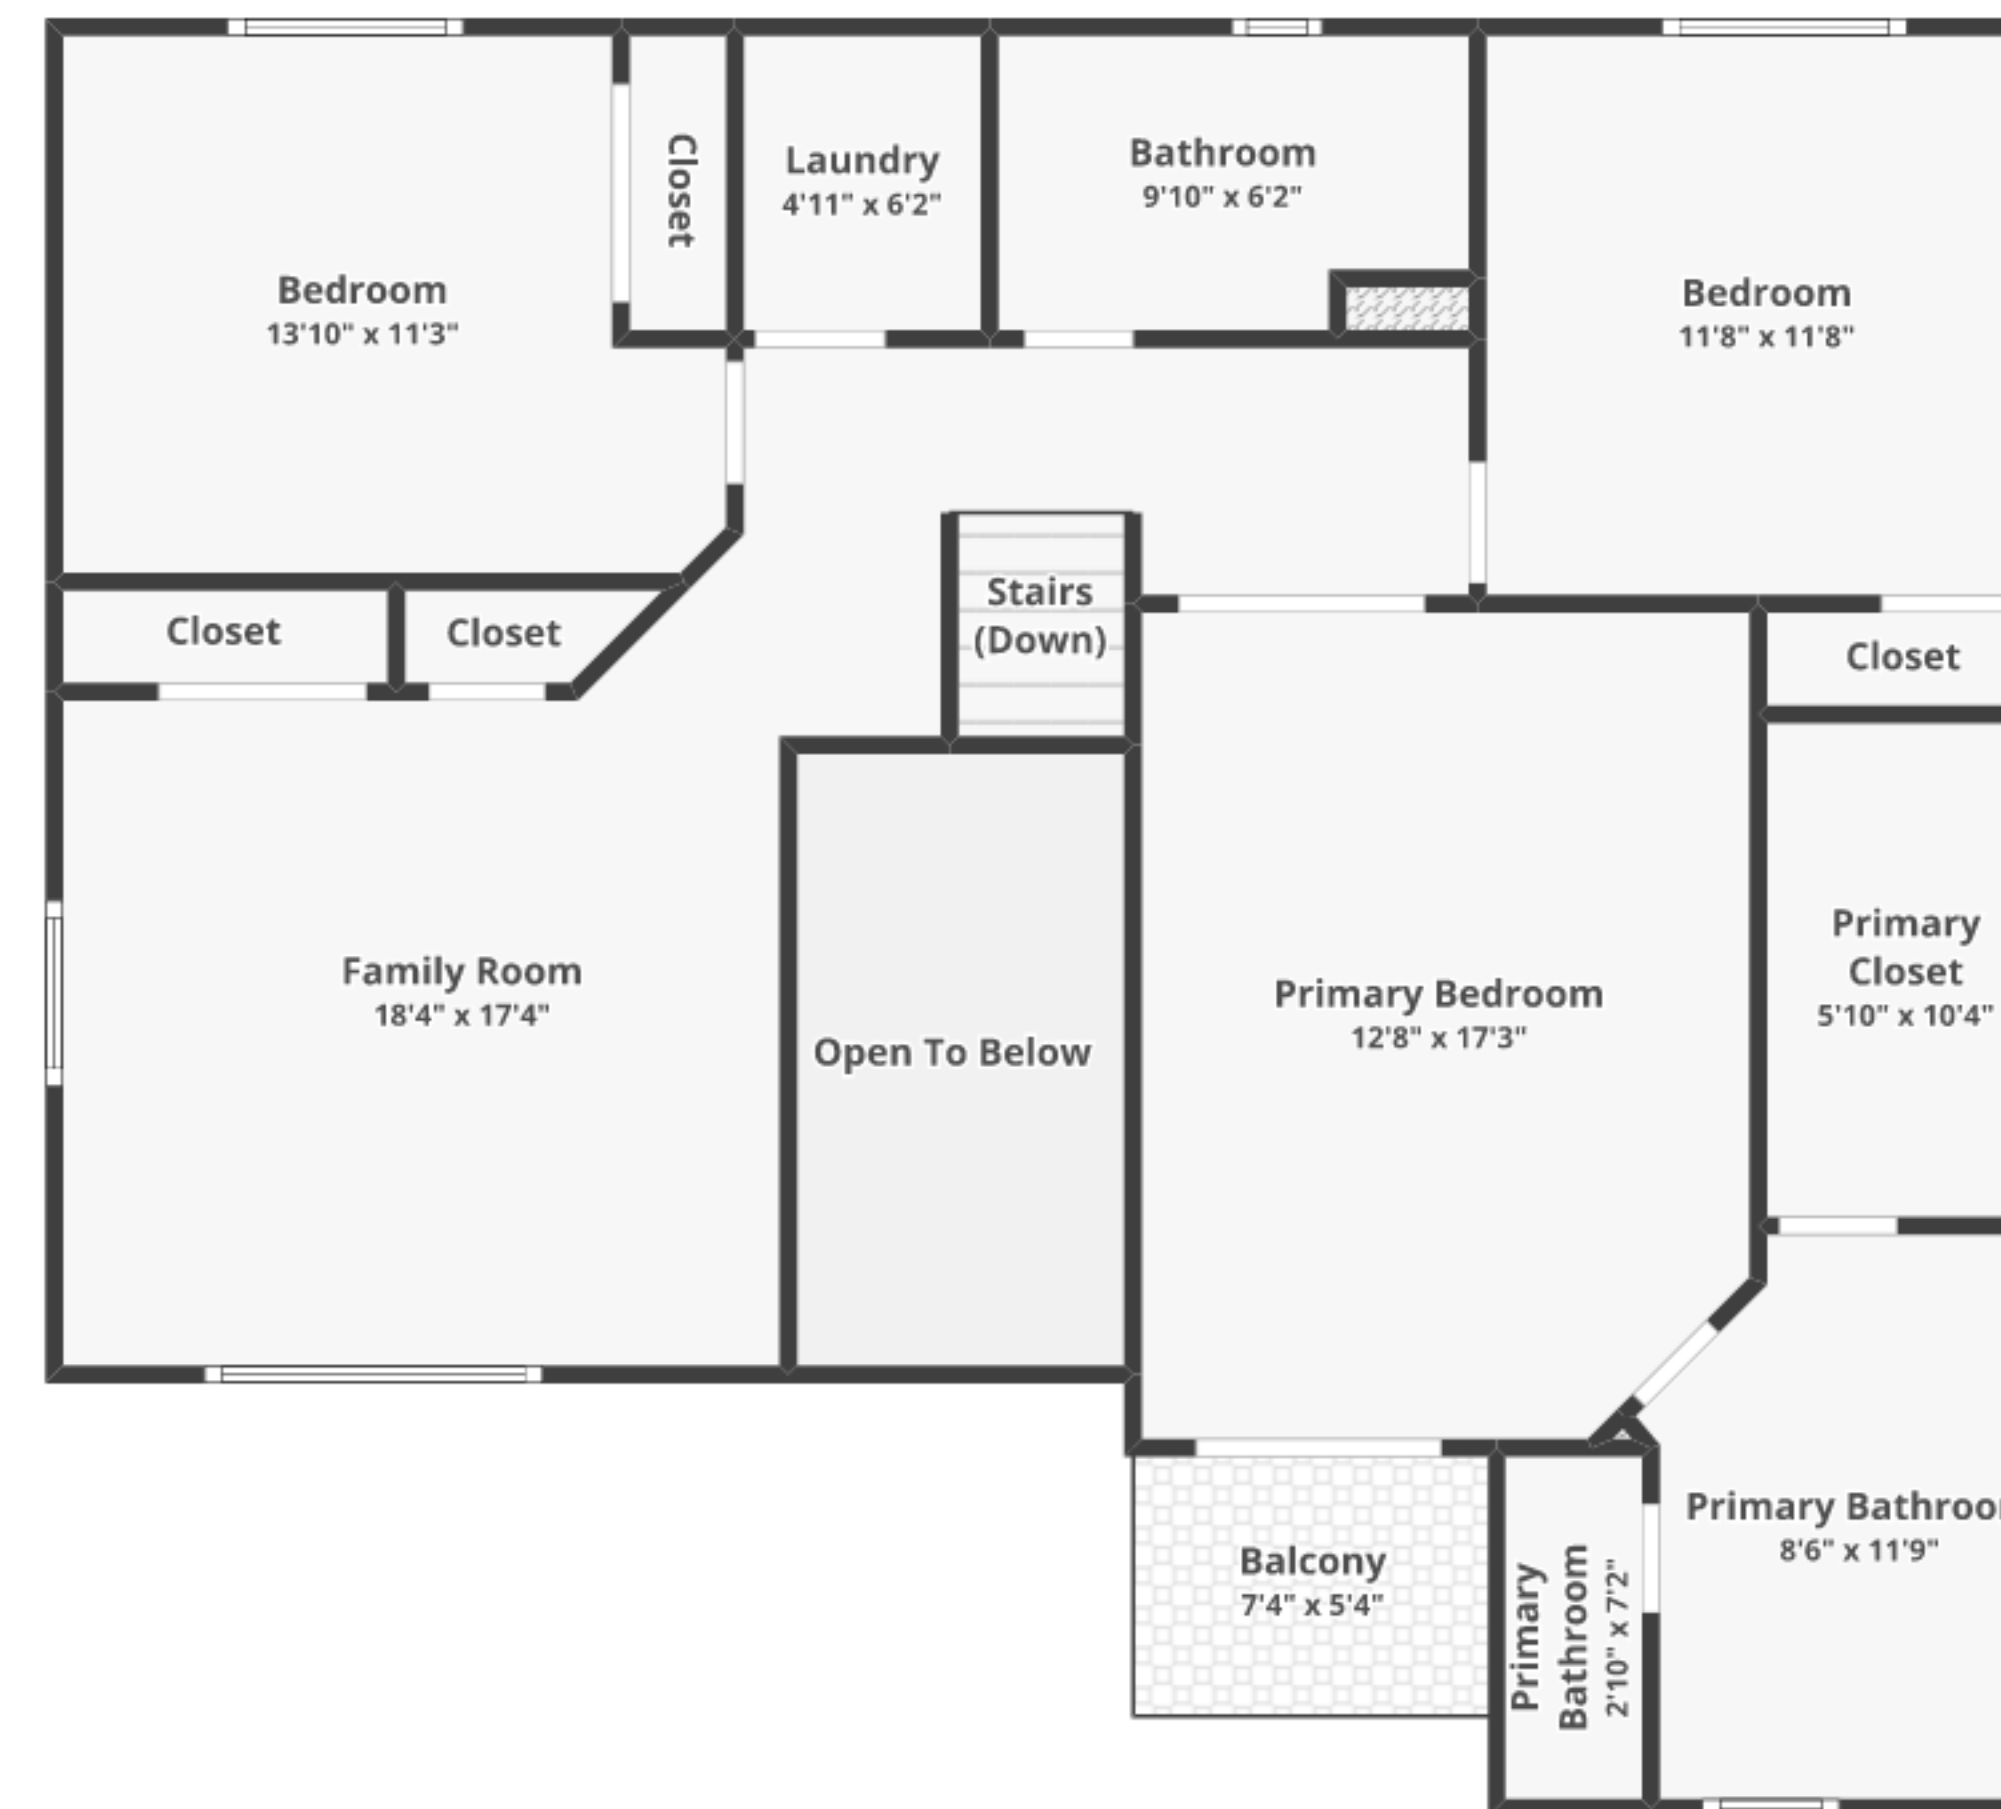 Closet
Laundry
4'11" x 6'2"
Bathroom
9'10" x 6'2"
Bedroom
13'10" x 11'3"
Bedroom
11'8" x 11'8"
Stairs
(Down)
Closet
Closet
Closet
Family Room
18'4" x 17'4"
Open To Below
Primary Bedroom
12'8" x 17'3"
Primary
Closet
5'10" x 10'4"
Balcony
7'4" x 5'4"
Primary
Bathroom
2'10" x 7'2"
Primary Bathroo
8'6" x 11'9"